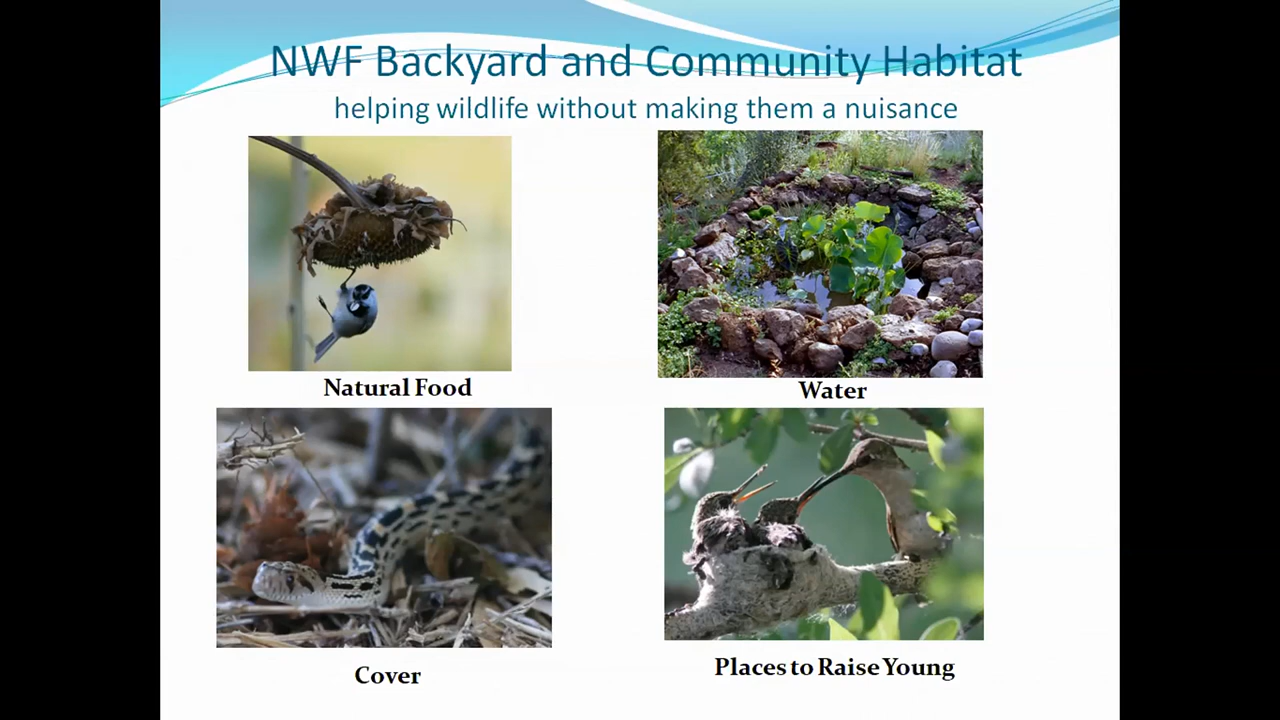 NWF Backyard and Community Habitat
helping wildlife without making them a nuisance
Natural Food
Water
Cover
Places to Raise Young